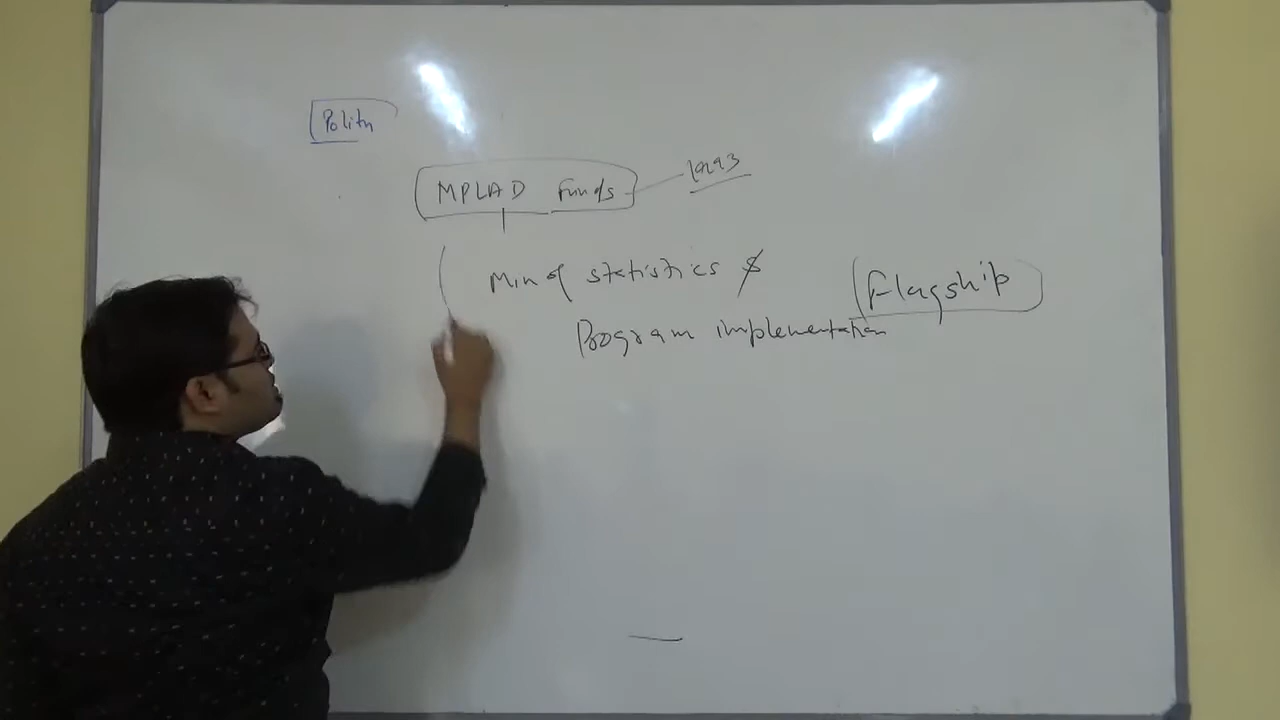 Polity
MPLAD Funds
1993
Min of statistics &
Flagship
Program implementation